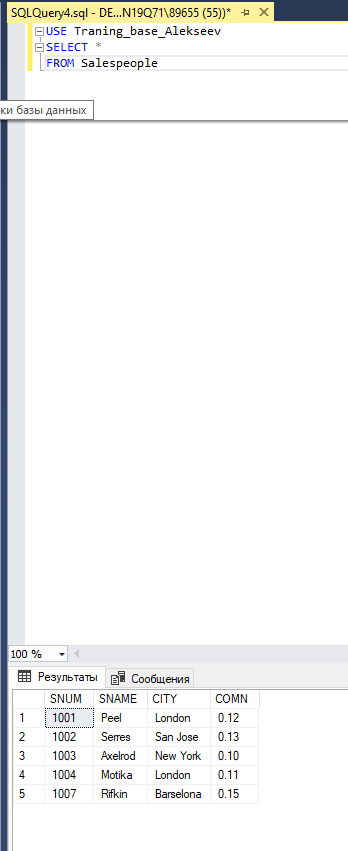 SQLQuery4.sql - DE...N19Q71\89655 (55))*
USE Traning_base_Alekseev
SELECT *
FROM Salespeople
ки базы данных
100 %
Результаты Сообщения
SNUM SNAME CITY COMN
1 1001 Peel London 0.12
2 1002 Serres San Jose 0.13
3 1003 Axelrod New York 0.10
4 1004 Motika London 0.11
5 1007 Rifkin Barselona 0.15